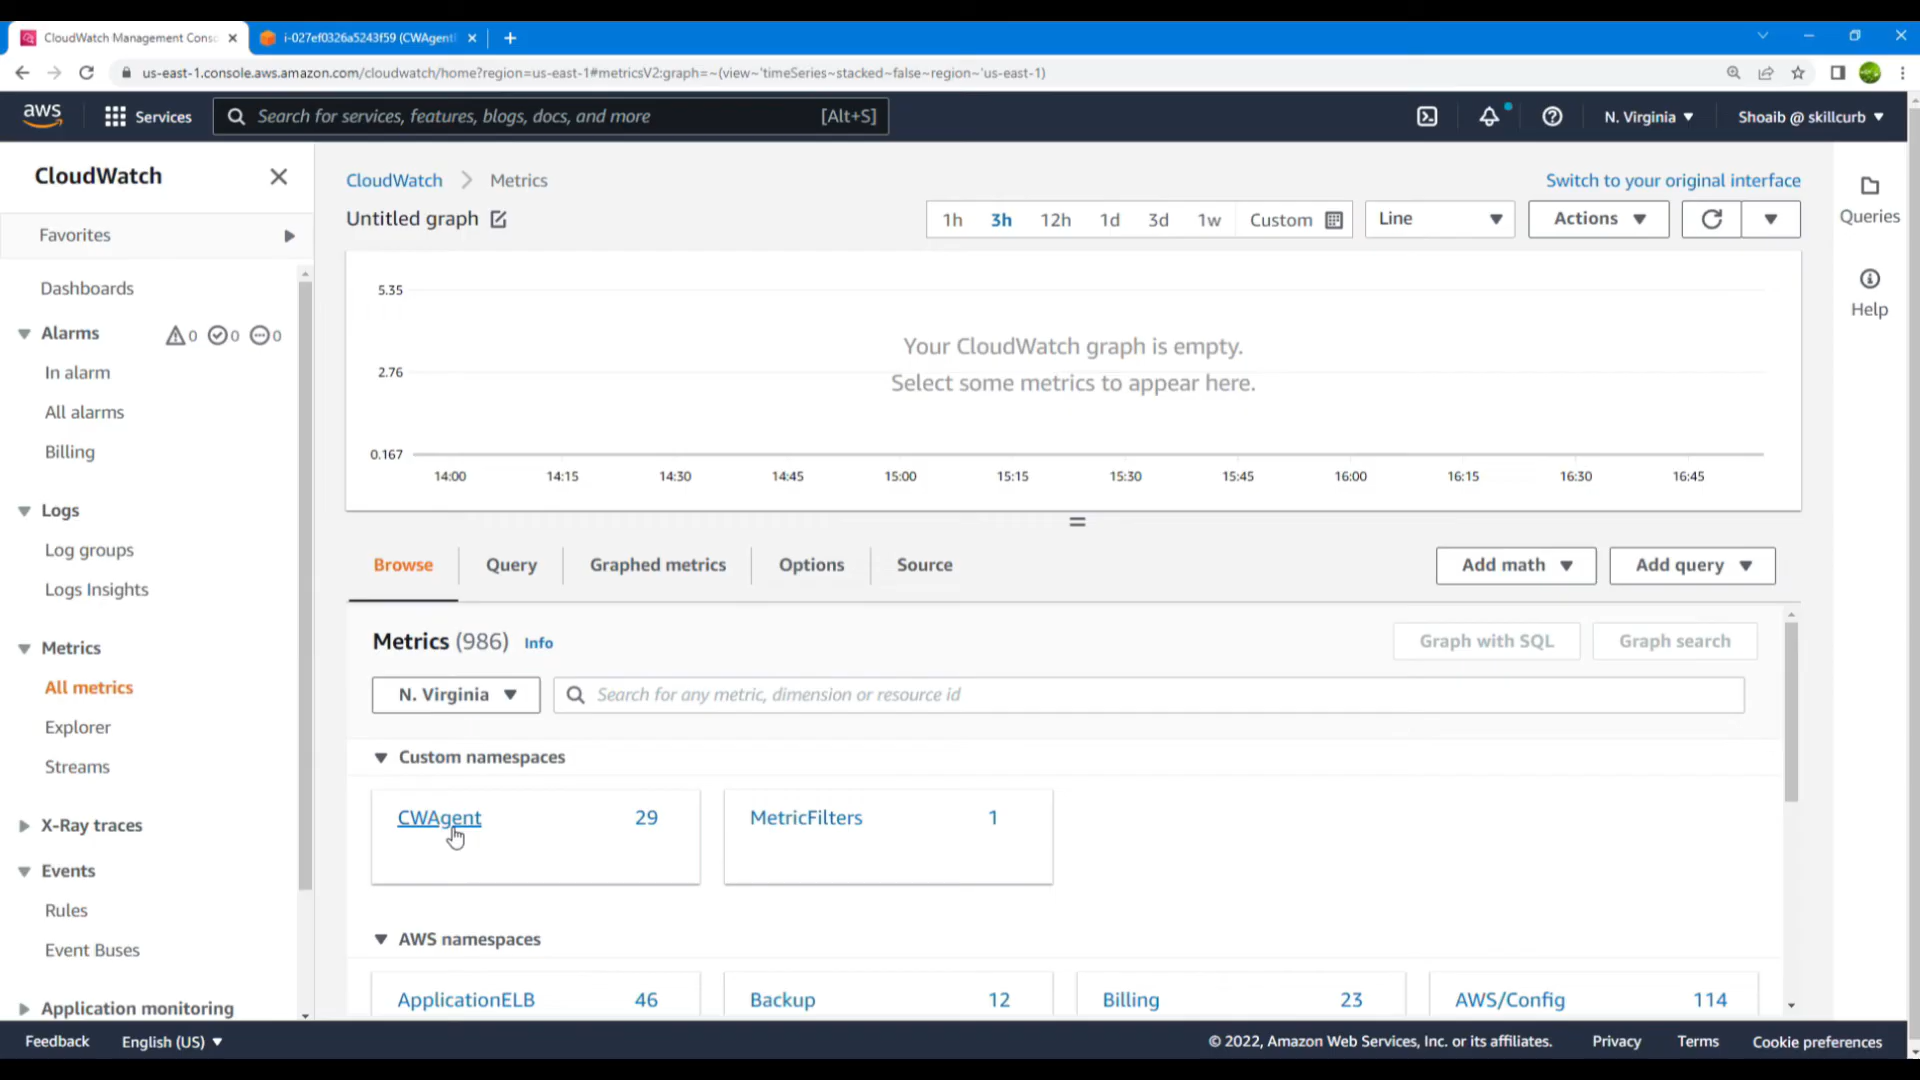 CloudWatch Management Consc
i-027ef0326a5243f59 (CWAgent
us-east-1.console.aws.amazon.com/cloudwatch/home?region=us-east-1#metricsV2:graph=~(view~'timeSeries~stacked~false~region~'us-east-1)
aws
Services
Search for services, features, blogs, docs, and more
[Alt+S]
N. Virginia
Shoaib @ skillcurb
CloudWatch
Favorites
Dashboards
Alarms
0
0
0
In alarm
All alarms
Billing
Logs
Log groups
Logs Insights
Metrics
All metrics
Explorer
Streams
X-Ray traces
Events
Rules
Event Buses
Application monitoring
CloudWatch
Metrics
Switch to your original interface
Untitled graph
1h
3h
12h
1d
3d
1w
Custom
Line
Actions
Queries
Help
5.35
2.76
0.167
Your CloudWatch graph is empty.
Select some metrics to appear here.
14:00
14:15
14:30
14:45
15:00
15:15
15:30
15:45
16:00
16:15
16:30
16:45
Browse
Query
Graphed metrics
Options
Source
Add math
Add query
Metrics (986)
Info
Graph with SQL
Graph search
N. Virginia
Search for any metric, dimension or resource id
Custom namespaces
CWAgent
29
MetricFilters
1
AWS namespaces
ApplicationELB
46
Backup
12
Billing
23
AWS/Config
114
Feedback
English (US)
© 2022, Amazon Web Services, Inc. or its affiliates.
Privacy
Terms
Cookie preferences